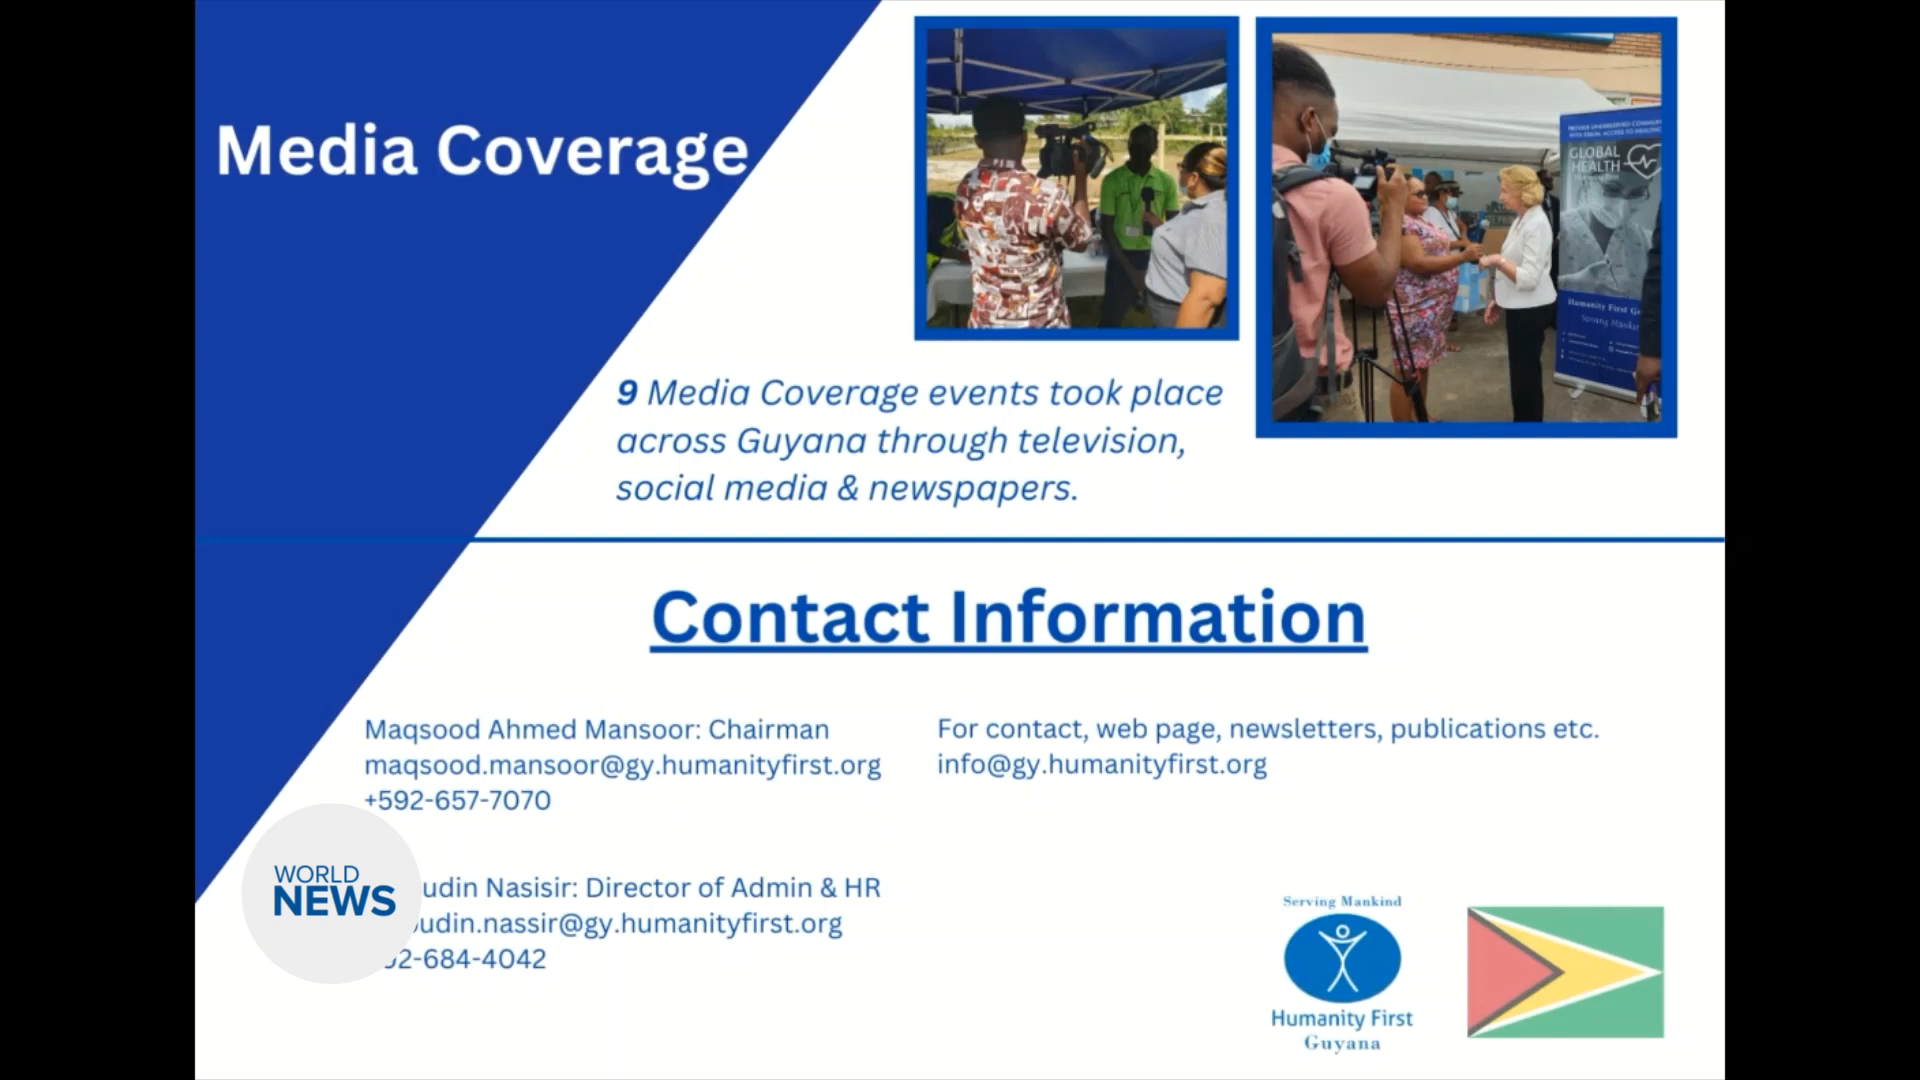 Media Coverage
GLOBAL
HEALTH
Humanity First
9 Media Coverage events took place
across Guyana through television,
social media & newspapers.
Contact Information
Maqsood Ahmed Mansoor: Chairman
maqsood.mansoor@gy.humanityfirst.org
+592-657-7070
For contact, web page, newsletters, publications etc.
info@gy.humanityfirst.org
WORLD
NEWS
udin Nasisir: Director of Admin & HR
oudin.nassir@gy.humanityfirst.org
2-684-4042
Serving Mankind
Humanity First
Guyana